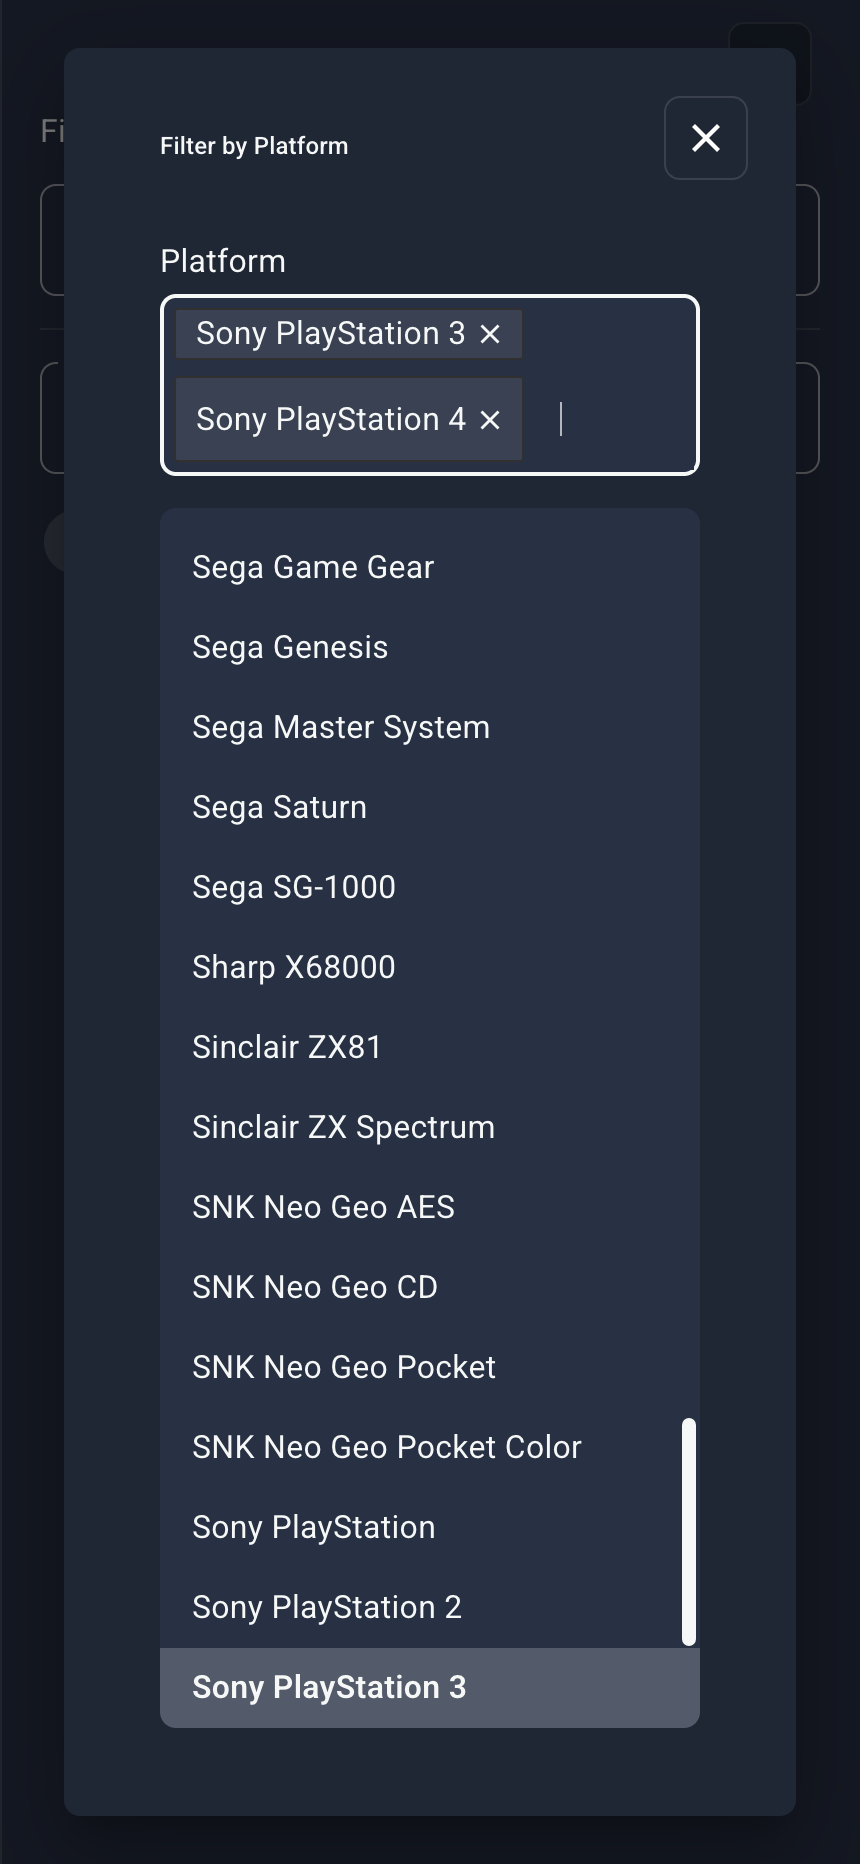 Fi
Filter by Platform
Platform
Sony PlayStation 3
Sony PlayStation 4
Sega Game Gear
Sega Genesis
Sega Master System
Sega Saturn
Sega SG-1000
Sharp X68000
Sinclair ZX81
Sinclair ZX Spectrum
SNK Neo Geo AES
SNK Neo Geo CD
SNK Neo Geo Pocket
SNK Neo Geo Pocket Color
Sony PlayStation
Sony PlayStation 2
Sony PlayStation 3